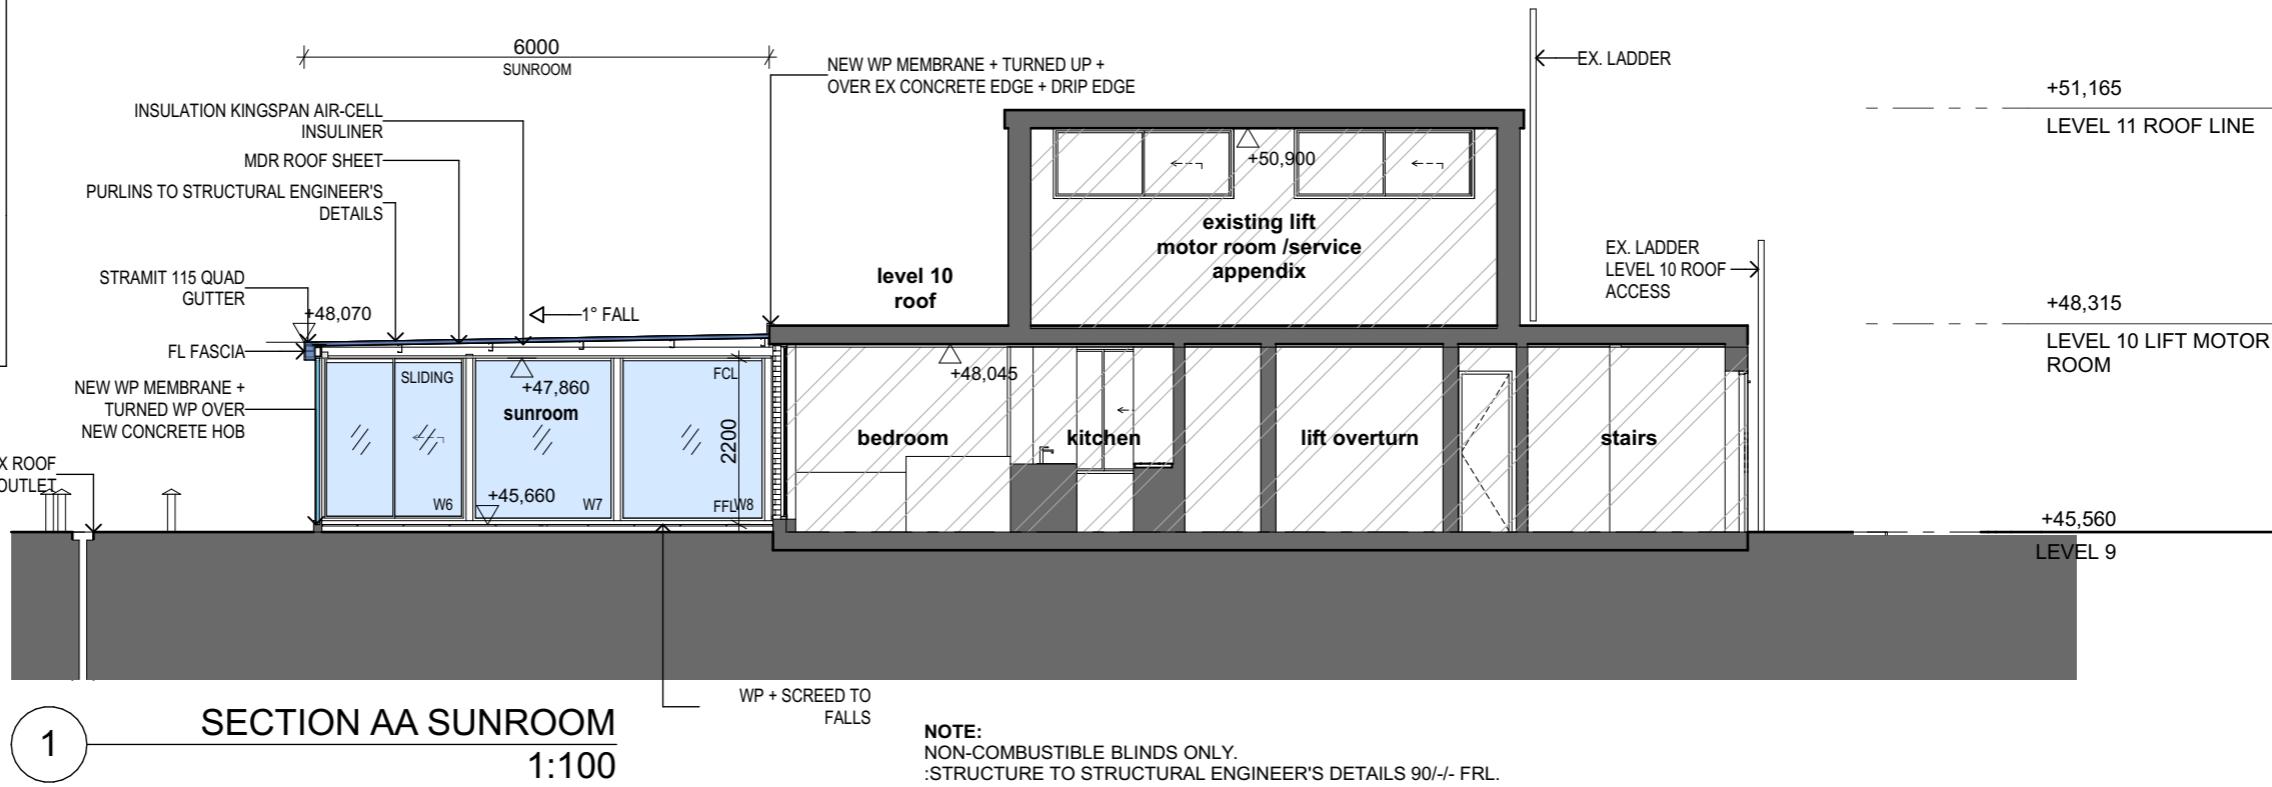 6000
SUNROOM
NEW WP MEMBRANE + TURNED UP +
OVER EX CONCRETE EDGE + DRIP EDGE
EX. LADDER
+51,165
LEVEL 11 ROOF LINE
INSULATION KINGSPAN AIR-CELL
INSULINER
MDR ROOF SHEET
PURLINS TO STRUCTURAL ENGINEER'S
DETAILS
STRAMIT 115 QUAD
GUTTER
+48,070
1° FALL
FL FASCIA
NEW WP MEMBRANE +
TURNED WP OVER
NEW CONCRETE HOB
X ROOF
OUTLET
level 10
roof
+50,900
existing lift
motor room /service
appendix
EX. LADDER
LEVEL 10 ROOF
ACCESS
+48,315
LEVEL 10 LIFT MOTOR
ROOM
SLIDING
+47,860
sunroom
FCL
2200
+45,660
W6
W7
FFL
W8
+48,045
bedroom
kitchen
lift overturn
stairs
+45,560
LEVEL 9
WP + SCREED TO
FALLS
1
SECTION AA SUNROOM
1:100
NOTE:
NON-COMBUSTIBLE BLINDS ONLY.
:STRUCTURE TO STRUCTURAL ENGINEER'S DETAILS 90/-/- FRL.